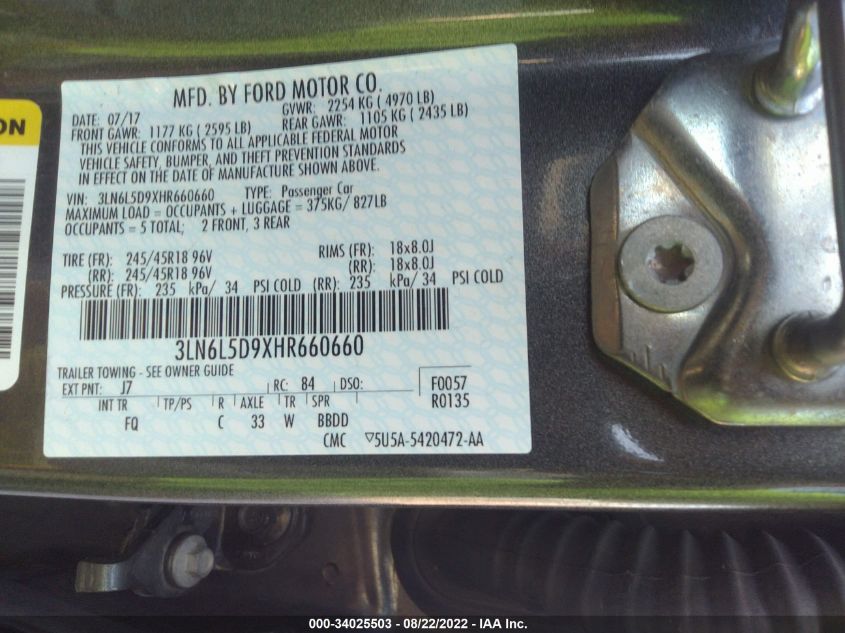 ON
MFD. BY FORD MOTOR CO.
DATE: 07/17 GVWR: 2254 KG ( 4970 LB)
FRONT GAWR: 1177 KG ( 2595 LB) REAR GAWR: 1105 KG ( 2435 LB)
THIS VEHICLE CONFORMS TO ALL APPLICABLE FEDERAL MOTOR
VEHICLE SAFETY, BUMPER, AND THEFT PREVENTION STANDARDS
IN EFFECT ON THE DATE OF MANUFACTURE SHOWN ABOVE.
VIN: 3LN6L5D9XHR660660 TYPE: Passenger Car
MAXIMUM LOAD = OCCUPANTS + LUGGAGE = 375KG/ 827LB
OCCUPANTS = 5 TOTAL; 2 FRONT, 3 REAR
TIRE (FR): 245/45R18 96V RIMS (FR): 18x8.0J
(RR): 245/45R18 96V (RR): 18x8.0J
PRESSURE (FR): 235 kPa/ 34 PSI COLD (RR): 235 kPa/ 34 PSI COLD
3LN6L5D9XHR660660
TRAILER TOWING - SEE OWNER GUIDE
EXT PNT: J7 RC: 84 DSO: F0057
INT TR TP/PS R AXLE TR SPR R0135
FQ C 33 W BBDD
CMC ▽5U5A-5420472-AA
000-34025503 - 08/22/2022 - IAA Inc.